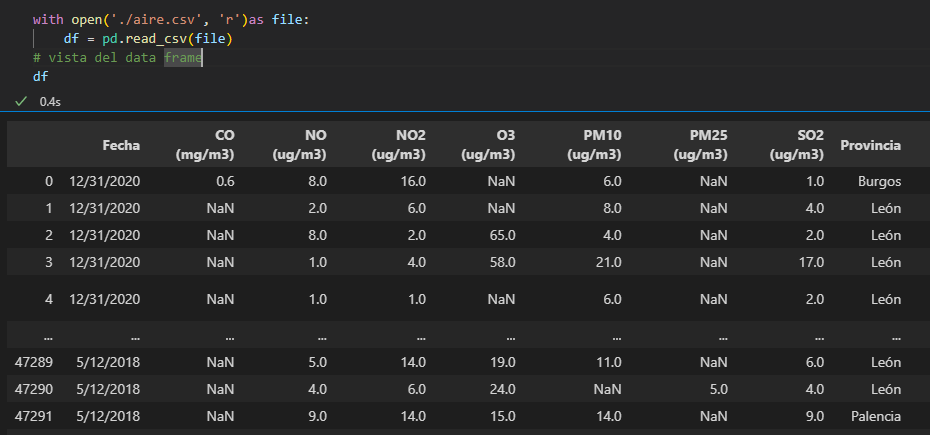 with open('./aire.csv', 'r')as file:
df = pd.read_csv(file)
# vista del data frame
df
0.4s
Fecha CO (mg/m3) NO (ug/m3) NO2 (ug/m3) O3 (ug/m3) PM10 (ug/m3) PM25 (ug/m3) SO2 (ug/m3) Provincia
0 12/31/2020 0.6 8.0 16.0 NaN 6.0 NaN 1.0 Burgos
1 12/31/2020 NaN 2.0 6.0 NaN 8.0 NaN 4.0 León
2 12/31/2020 NaN 8.0 2.0 65.0 4.0 NaN 2.0 León
3 12/31/2020 NaN 1.0 4.0 58.0 21.0 NaN 17.0 León
4 12/31/2020 NaN 1.0 1.0 NaN 6.0 NaN 2.0 León
... ... ... ... ... ... ... ... ... ...
47289 5/12/2018 NaN 5.0 14.0 19.0 11.0 NaN 6.0 León
47290 5/12/2018 NaN 4.0 6.0 24.0 NaN 5.0 4.0 León
47291 5/12/2018 NaN 9.0 14.0 15.0 14.0 NaN 9.0 Palencia